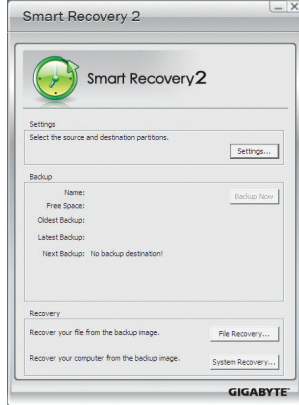 Smart Recovery 2
Smart Recovery2
Settings
Select the source and destination partitions.
Settings...
Backup
Name:
Backup Now
Free Space:
Oldest Backup:
Latest Backup:
Next Backup: No backup destination!
Recovery
Recover your file from the backup image.
File Recovery...
Recover your computer from the backup image.
System Recovery...
GIGABYTE